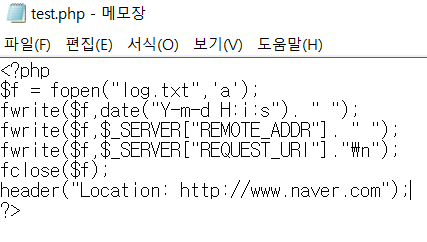 test.php - 메모장
파일(F) 편집(E) 서식(O) 보기(V) 도움말(H)
<?php
$f = fopen("log.txt",'a');
fwrite($f,date("Y-m-d H:i:s"). " ");
fwrite($f,$_SERVER["REMOTE_ADDR"]. " ");
fwrite($f,$_SERVER["REQUEST_URI"]."₩n");
fclose($f);
header("Location: http://www.naver.com");
?>